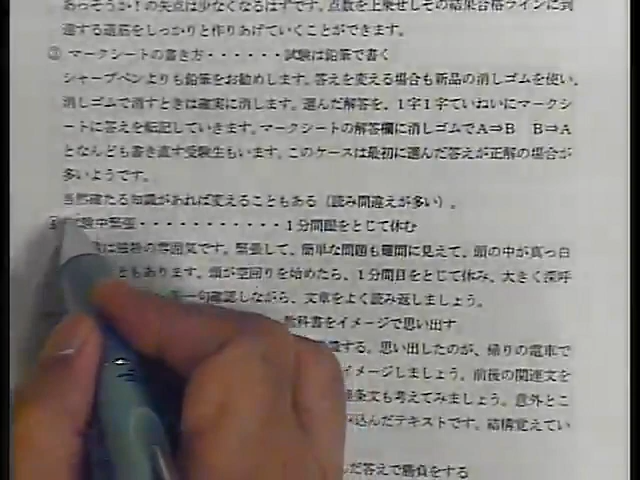 あっそうか！の失点は少なくなるはずです。点数を上乗せしその結果合格ラインに到
達する道筋をしっかりと作りあげていくことができます。
② マークシートの書き方・・・・・・試験は鉛筆で書く
シャープペンよりも鉛筆をお勧めします。答えを変える場合も新品の消しゴムを使い、
消しゴムで消すときは確実に消します。選んだ解答を、1字1字ていねいにマークシ
ートに答えを転記していきます。マークシートの解答欄に消しゴムでA⇒B B⇒A
となんども書き直す受験生もいます。このケースは最初に選んだ答えが正解の場合が
多いようです。
当然確たる知識があれば変えることもある（読み間違えが多い）。
験中緊張・・・・・・・・・・・1分間眼をとじて休む
は独特の雰囲気です。緊張して、簡単な問題も難問に見えて、頭の中が真っ白
こともあります。頭が空回りを始めたら、1分間目をとじて休み、大きく深呼
一句確認しながら、文章をよく読み返しましょう。
教科書をイメージで思い出す
する。思い出したのが、帰りの電車で
イメージしましょう。前後の関連文を
条文も考えてみましょう。意外とこ
込んだテキストです。結構覚えてい
んだ答えで勝負をする